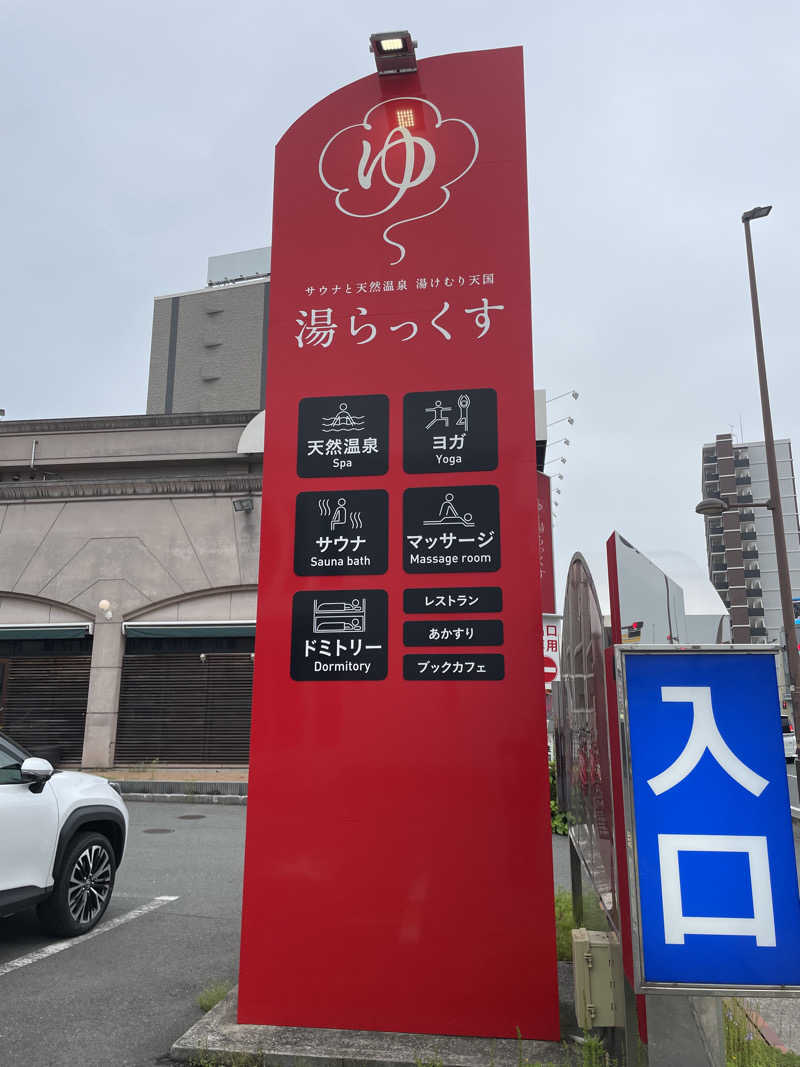 ゆ
サウナと天然温泉 湯けむり天国
湯らっくす
天然温泉
Spa
ヨガ
Yoga
サウナ
Sauna bath
マッサージ
Massage room
ドミトリー
Dormitory
レストラン
あかすり
ブックカフェ
入口